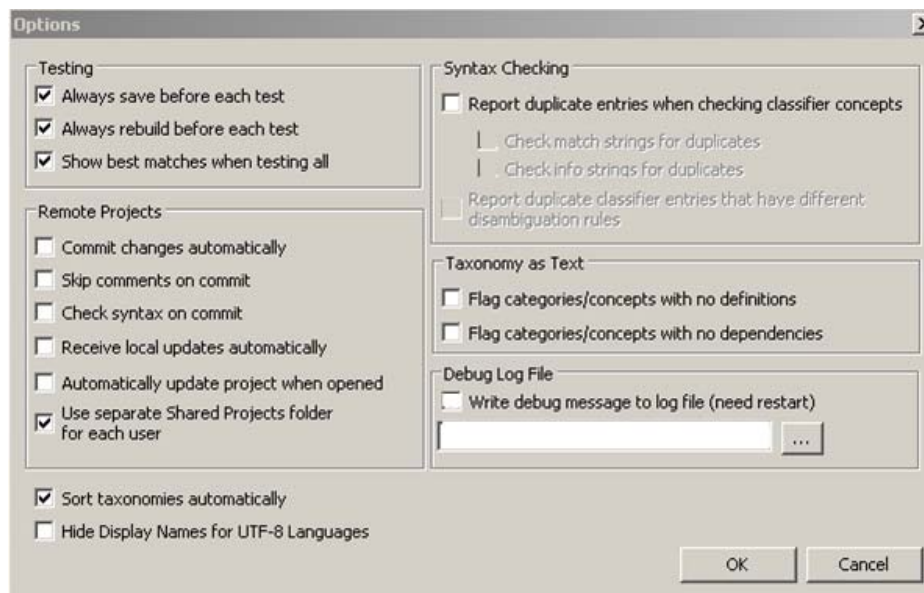 Options
Testing
Always save before each test
Always rebuild before each test
Show best matches when testing all
Remote Projects
Commit changes automatically
Skip comments on commit
Check syntax on commit
Receive local updates automatically
Automatically update project when opened
Use separate Shared Projects folder
for each user
Sort taxonomies automatically
Hide Display Names for UTF-8 Languages
Syntax Checking
Report duplicate entries when checking classifier concepts
Check match strings for duplicates
Check info strings for duplicates
Report duplicate classifier entries that have different
disambiguation rules
Taxonomy as Text
Flag categories/concepts with no definitions
Flag categories/concepts with no dependencies
Debug Log File
Write debug message to log file (need restart)
...
OK
Cancel